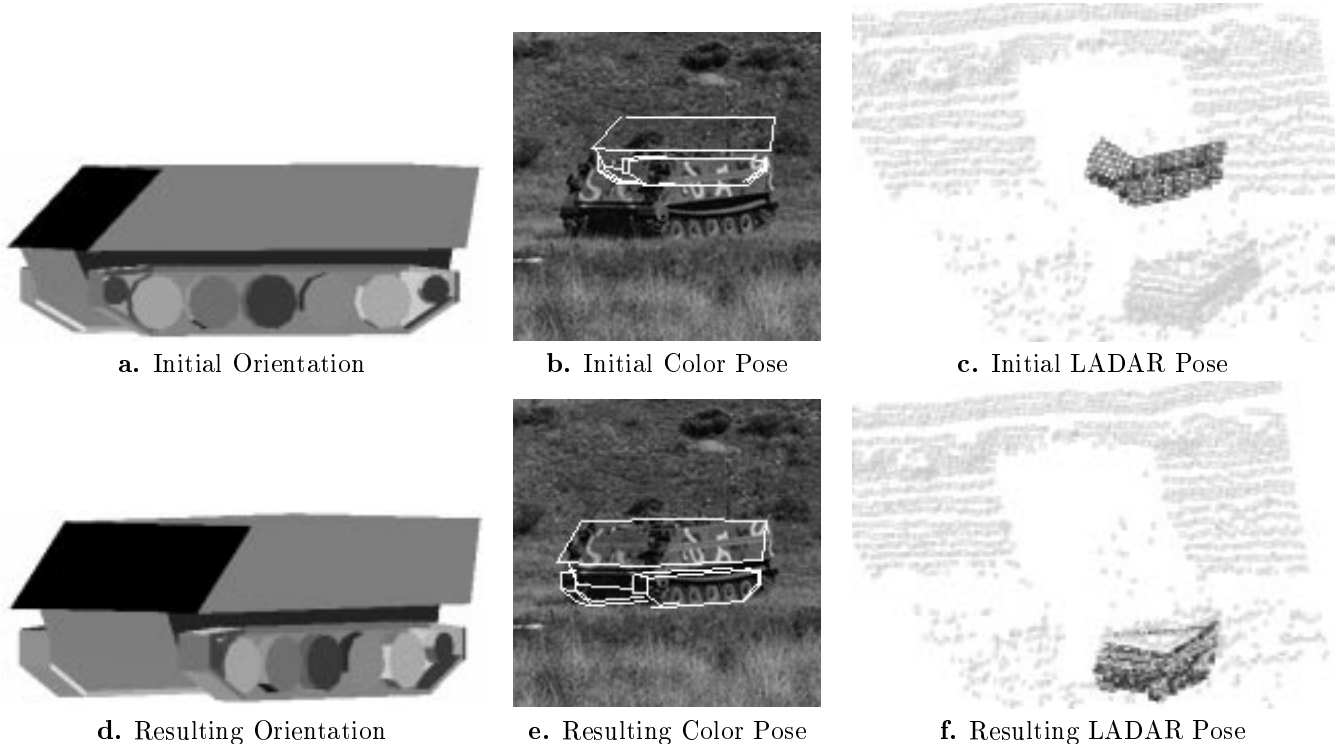 a. Initial Orientation
b. Initial Color Pose
c. Initial LADAR Pose
d. Resulting Orientation
e. Resulting Color Pose
f. Resulting LADAR Pose